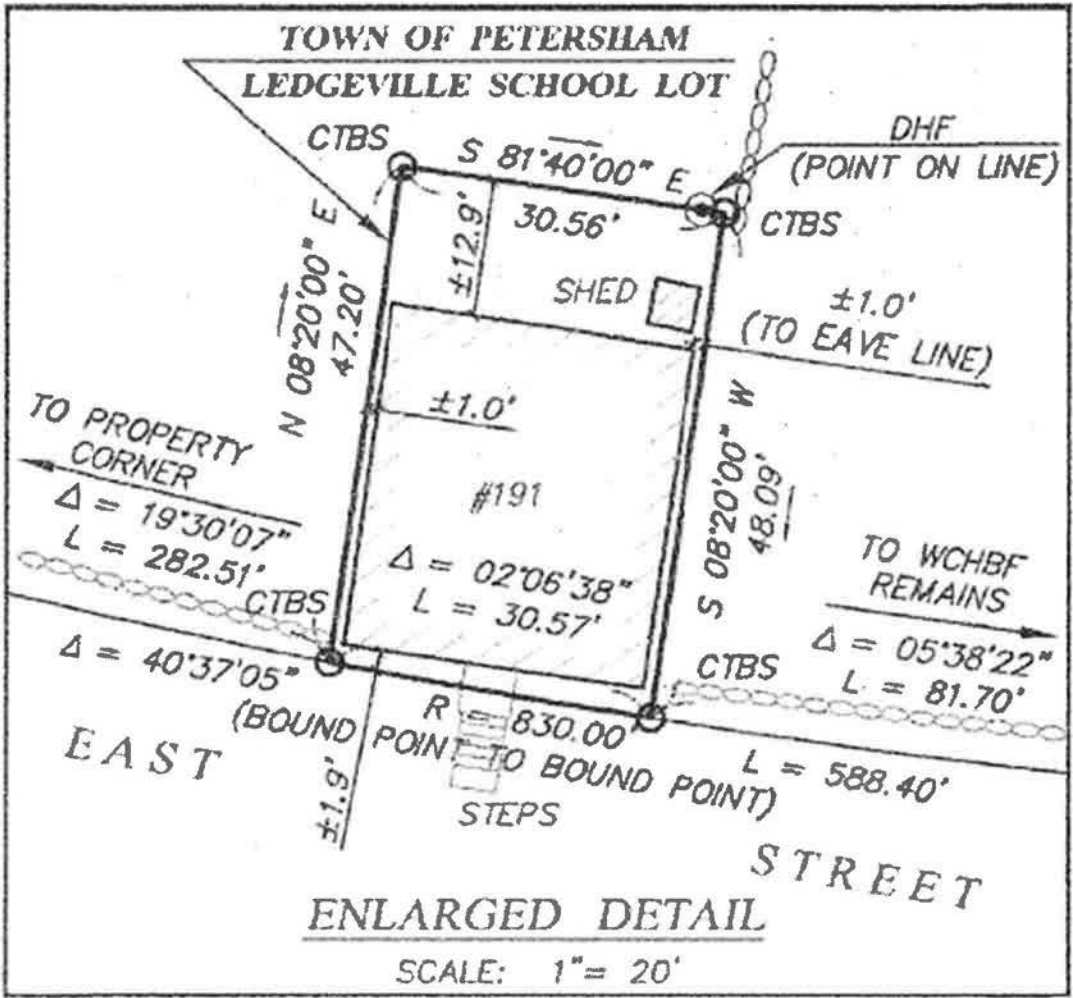 TOWN OF PETERSHAM
LEDGEVILLE SCHOOL LOT
CTBS
S 81°40'00" E
30.56'
DHF
(POINT ON LINE)
CTBS
N 08°20'00" E
47.20'
±12.9'
SHED
±1.0'
(TO EAVE LINE)
±1.0'
TO PROPERTY
CORNER
Δ = 19°30'07"
L = 282.51'
#191
S 08°20'00" W
48.09'
Δ = 02°06'38"
L = 30.57'
TO WCHBF
REMAINS
Δ = 05°38'22"
L = 81.70'
CTBS
CTBS
Δ = 40°37'05"
R = 830.00'
L = 588.40'
(BOUND POINT TO BOUND POINT)
±1.9'
STEPS
EAST STREET
ENLARGED DETAIL
SCALE: 1"= 20'